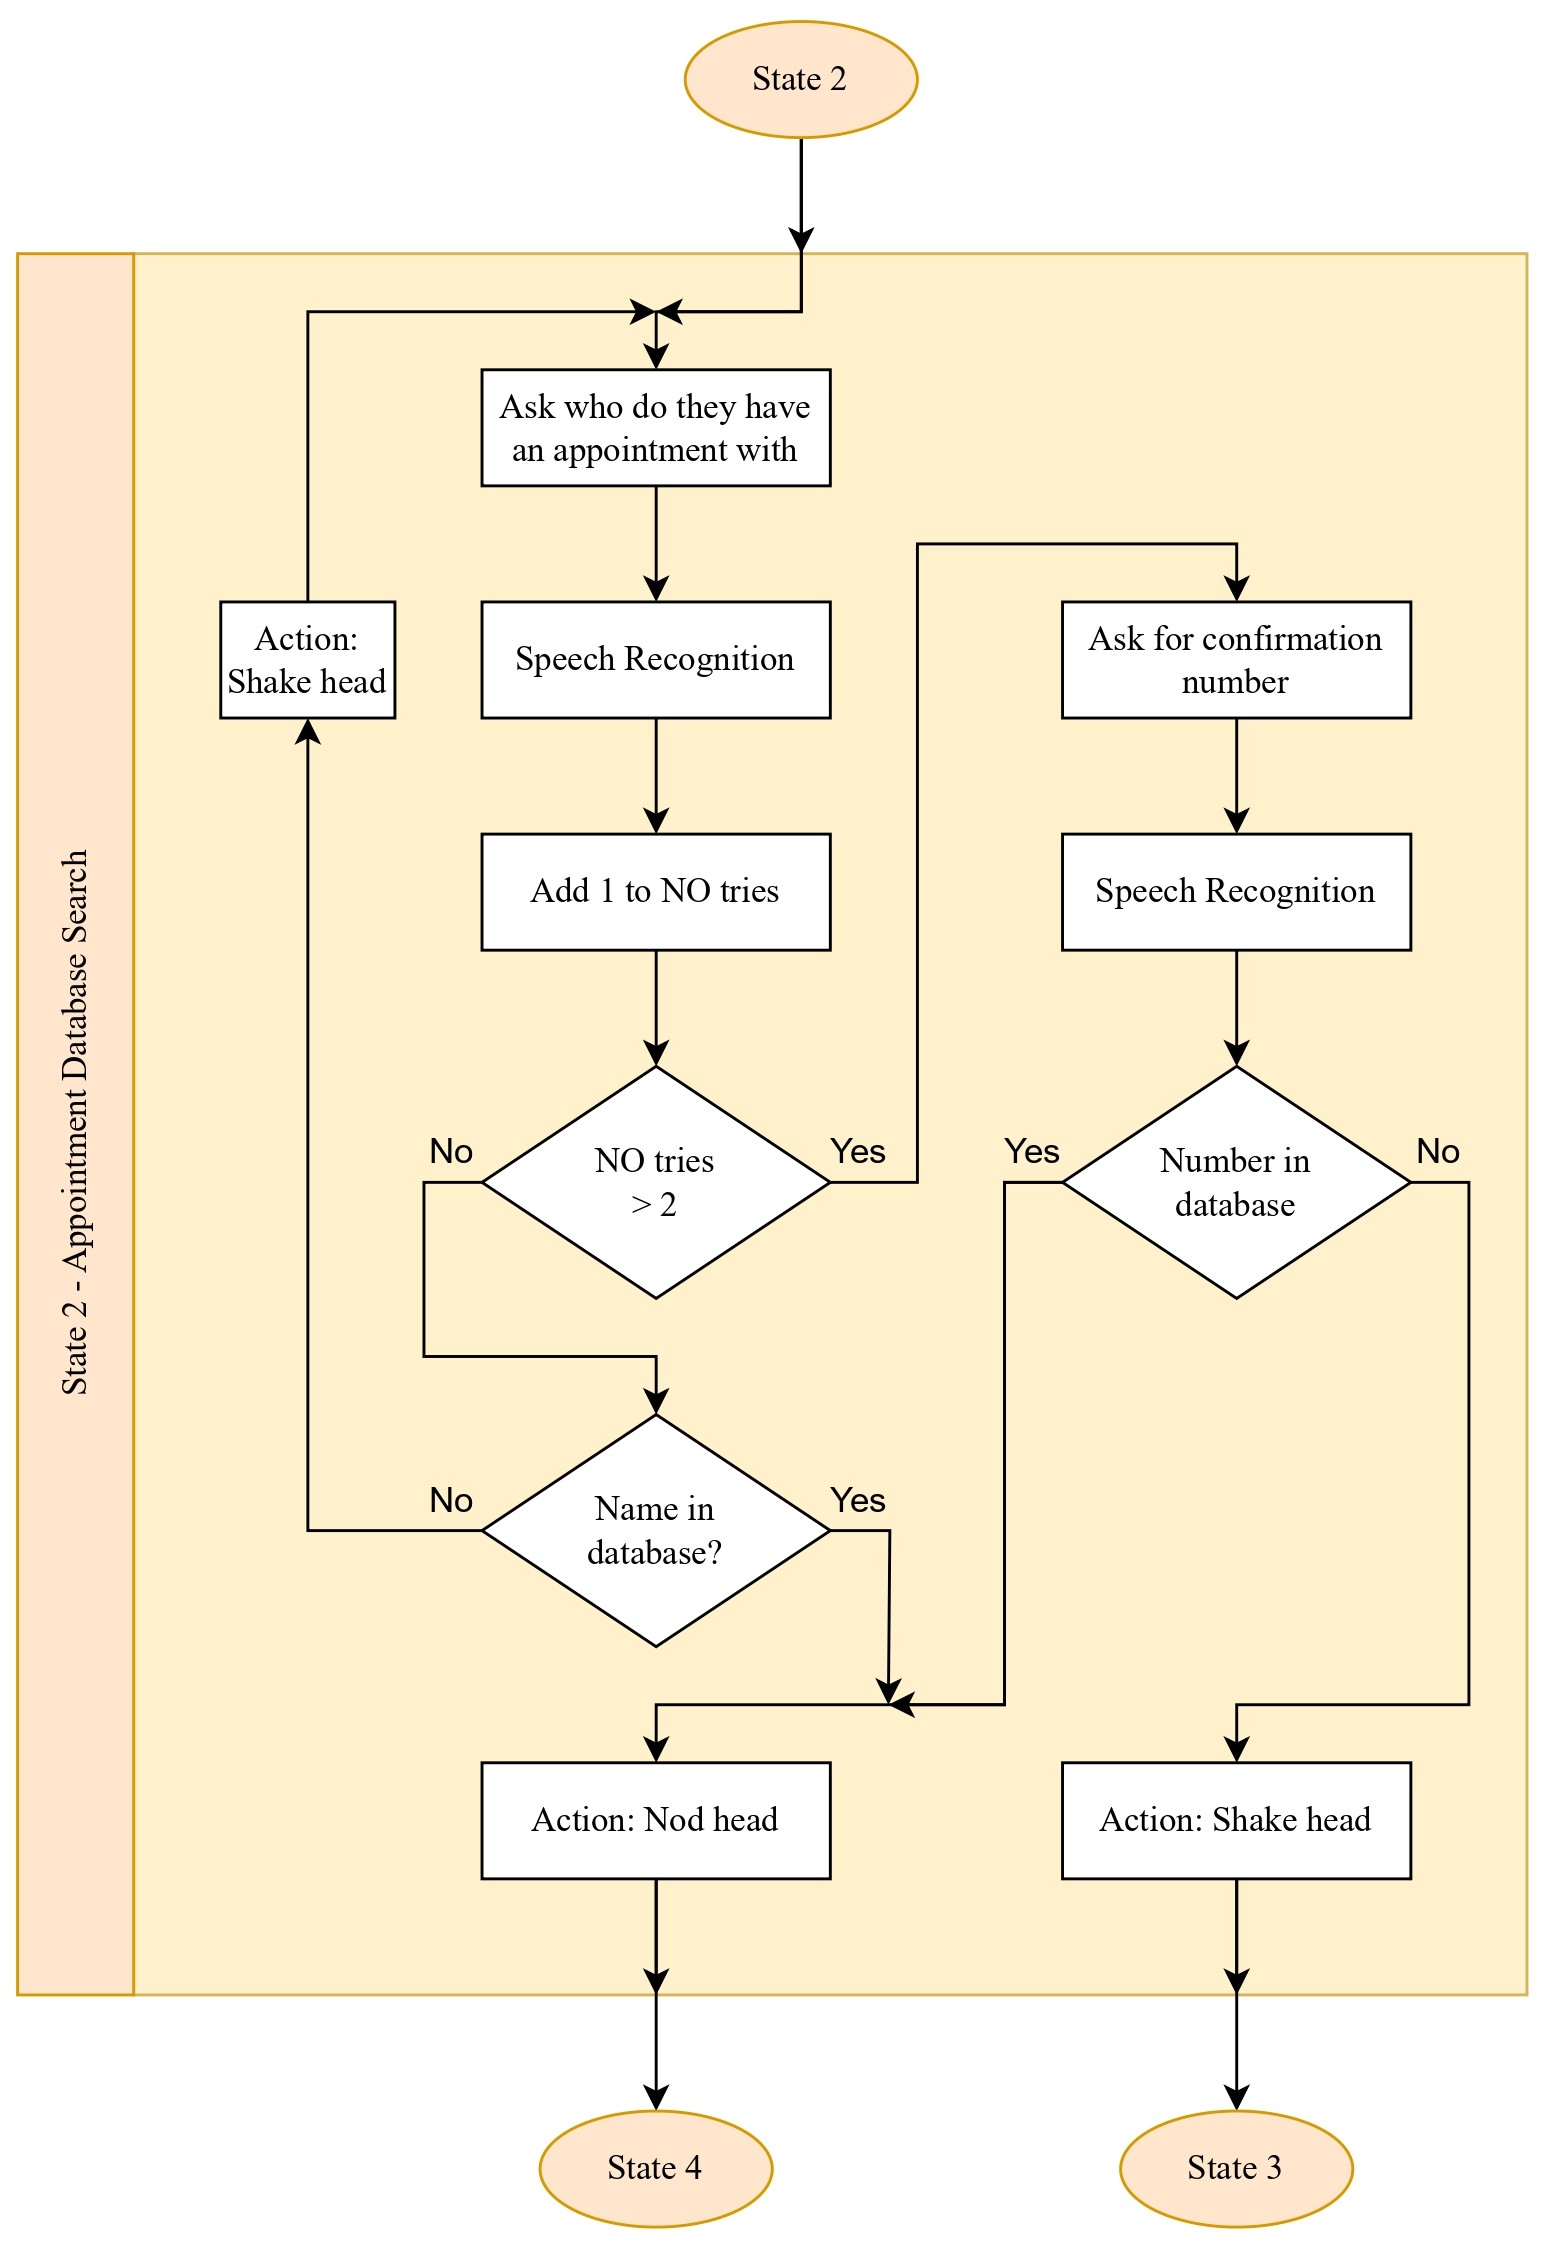 State 2
State 2 - Appointment Database Search
Ask who do they have
an appointment with
Action:
Shake head
Speech Recognition
Ask for confirmation
number
Add 1 to NO tries
Speech Recognition
No
NO tries
> 2
Yes
Yes
Number in
database
No
No
Name in
database?
Yes
Action: Nod head
Action: Shake head
State 4
State 3